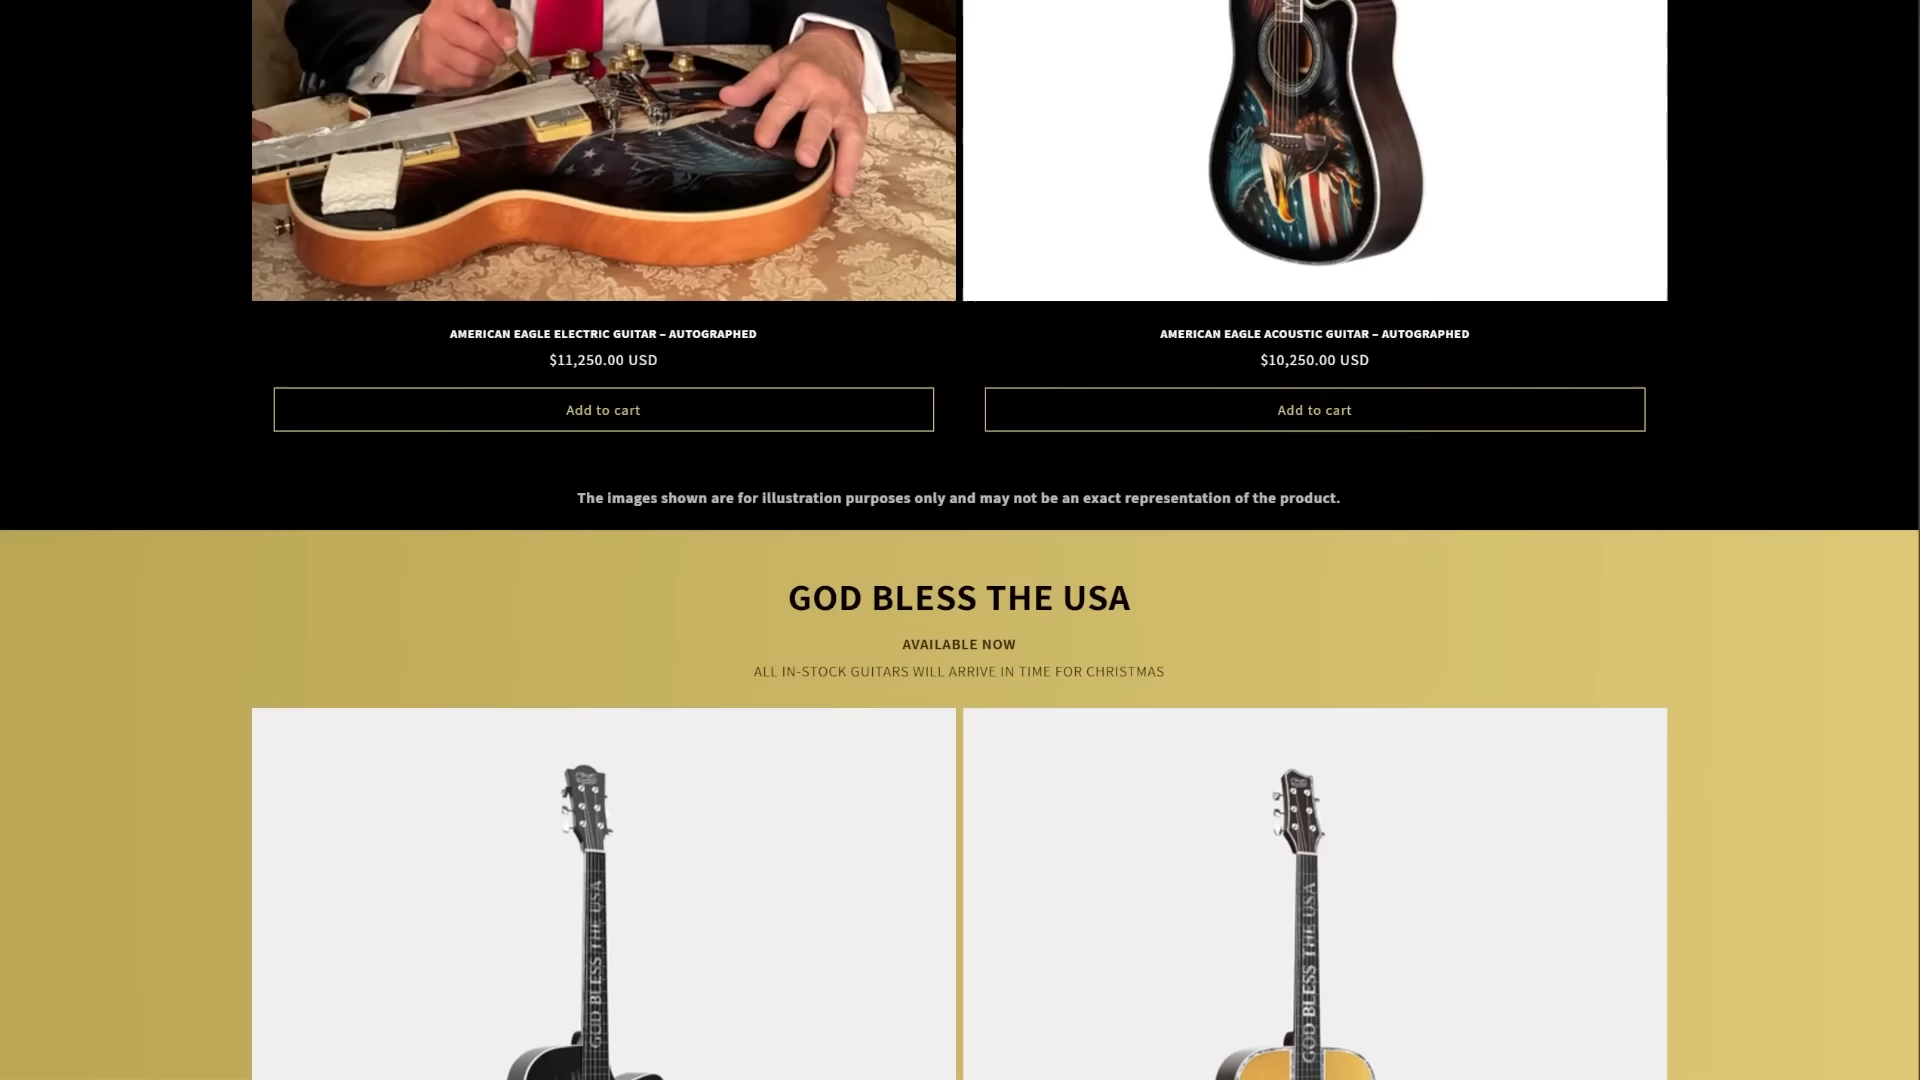 AMERICAN EAGLE ELECTRIC GUITAR – AUTOGRAPHED
$11,250.00 USD
Add to cart
AMERICAN EAGLE ACOUSTIC GUITAR – AUTOGRAPHED
$10,250.00 USD
Add to cart
The images shown are for illustration purposes only and may not be an exact representation of the product.
GOD BLESS THE USA
AVAILABLE NOW
ALL IN-STOCK GUITARS WILL ARRIVE IN TIME FOR CHRISTMAS
GOD BLESS THE USA
GOD BLESS THE USA